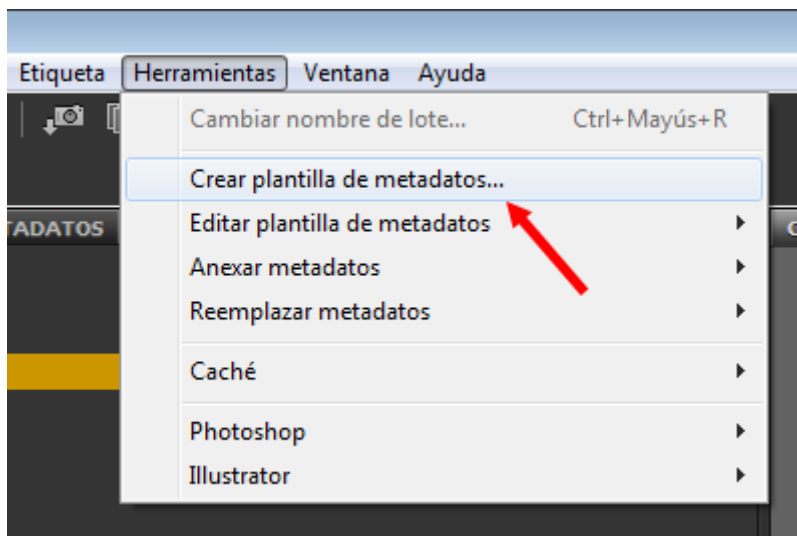 Etiqueta Herramientas Ventana Ayuda
Cambiar nombre de lote... Ctrl+Mayús+R
Crear plantilla de metadatos...
TADATOS
Editar plantilla de metadatos
Anexar metadatos
Reemplazar metadatos
Caché
Photoshop
Illustrator